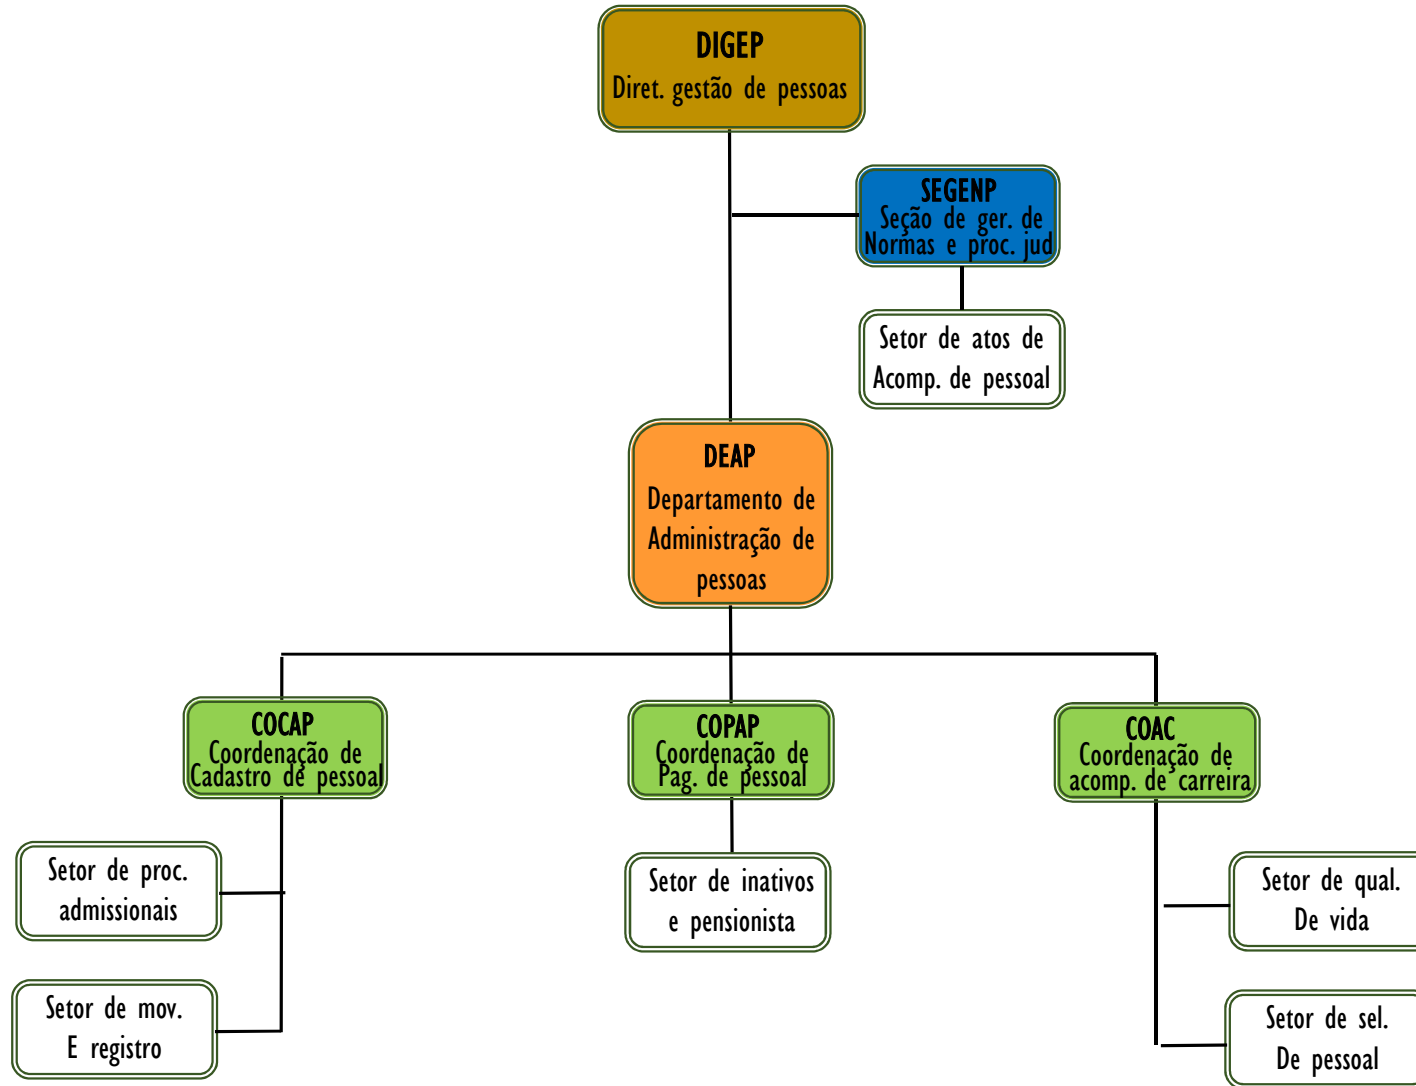 DIGEP
Diret. gestão de pessoas
SEGENP
Seção de ger. de
Normas e proc. jud
Setor de atos de
Acomp. de pessoal
DEAP
Departamento de
Administração de
pessoas
COCAP
Coordenação de
Cadastro de pessoal
COPAP
Coordenação de
Pag. de pessoal
COAC
Coordenação de
acomp. de carreira
Setor de proc.
admissionais
Setor de inativos
e pensionista
Setor de qual.
De vida
Setor de mov.
E registro
Setor de sel.
De pessoal